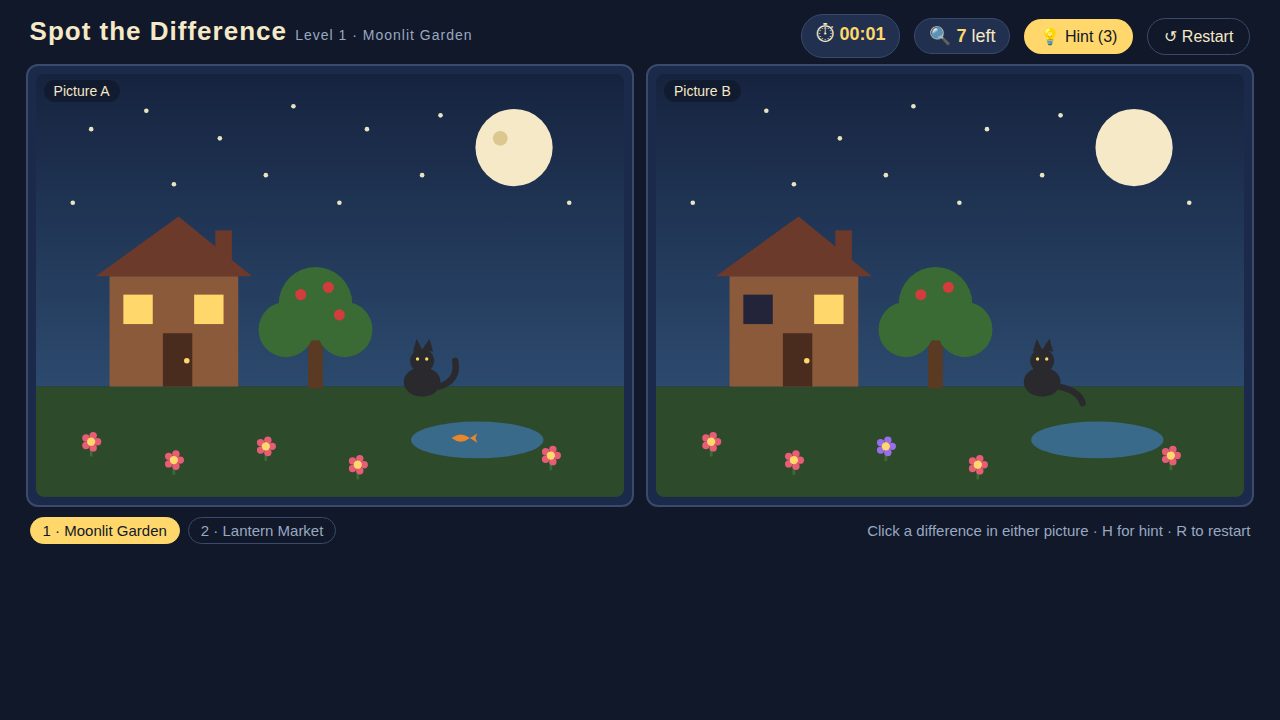 Spot the Difference Level 1 · Moonlit Garden
⏱ 00:01
🔍 7 left
💡 Hint (3)
↺ Restart
Picture A
Picture B
1 · Moonlit Garden
2 · Lantern Market
Click a difference in either picture · H for hint · R to restart